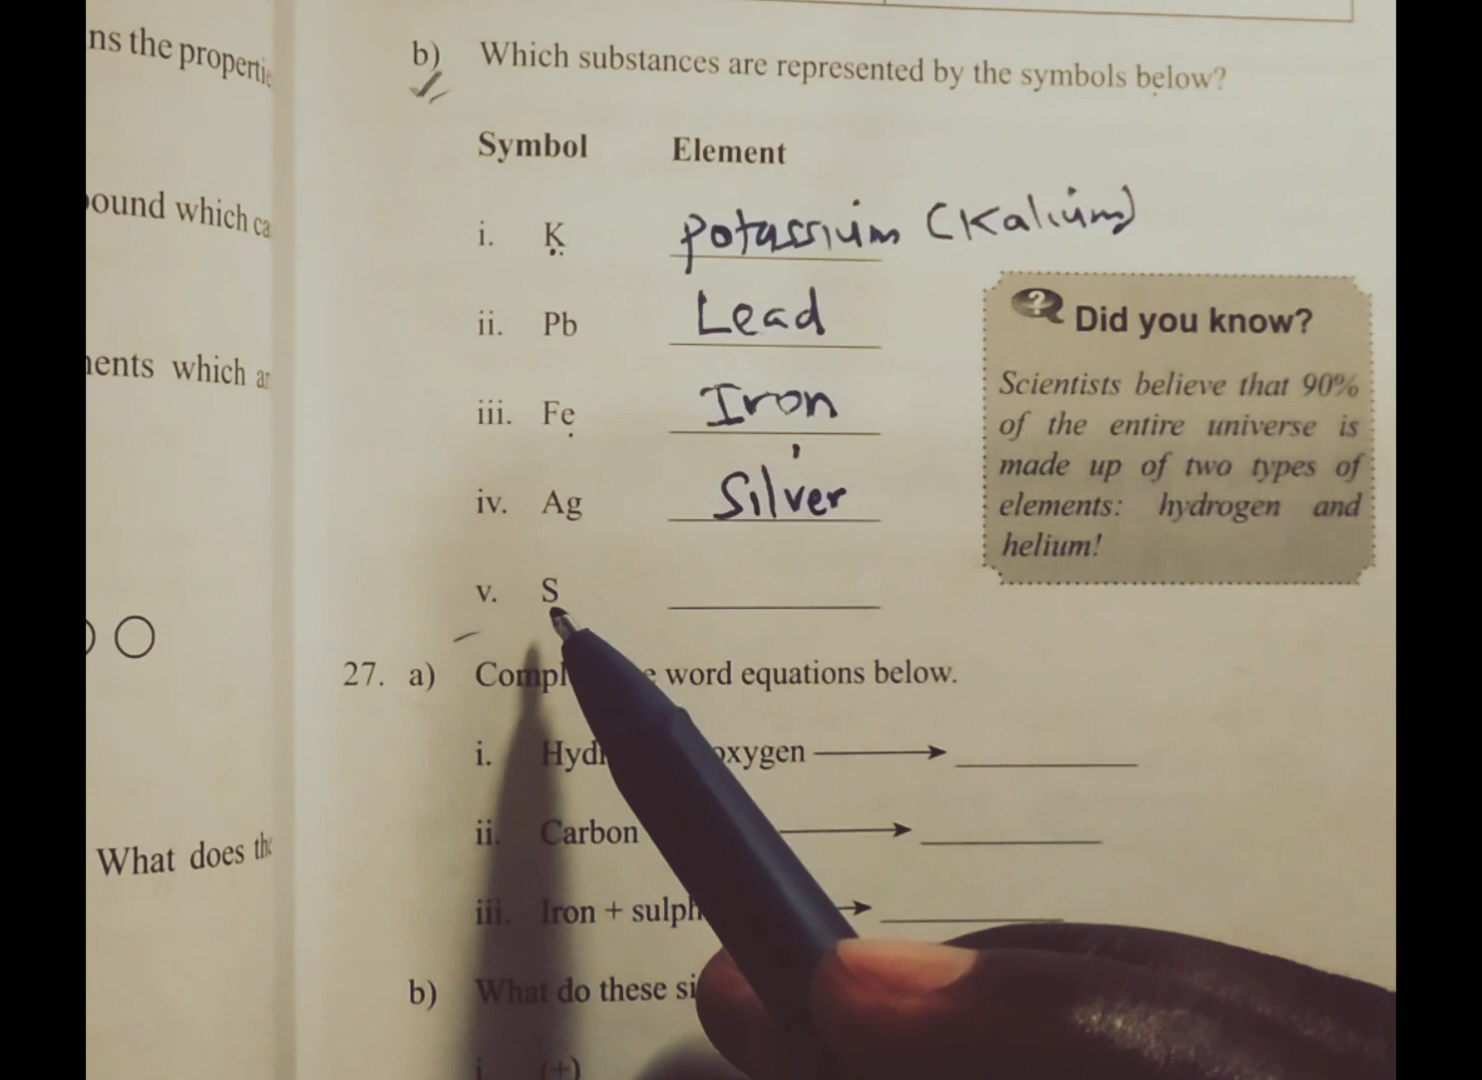 ns the
b) Which substances are represented by the symbols below?
ound which ca
Symbol Element
i. K Potassium (Kalium)
ii. Pb Lead
ents which
iii. Fe Iron
iv. Ag Silver
v. S
? Did you know?
Scientists believe that 90%
of the entire universe is
made up of two types of
elements: hydrogen and
helium!
27. a) Compl word equations below.
i. Hyd oxygen
ii. Carbon
What does the
iii. Iron + sulph
b) What do these si
i. (+)